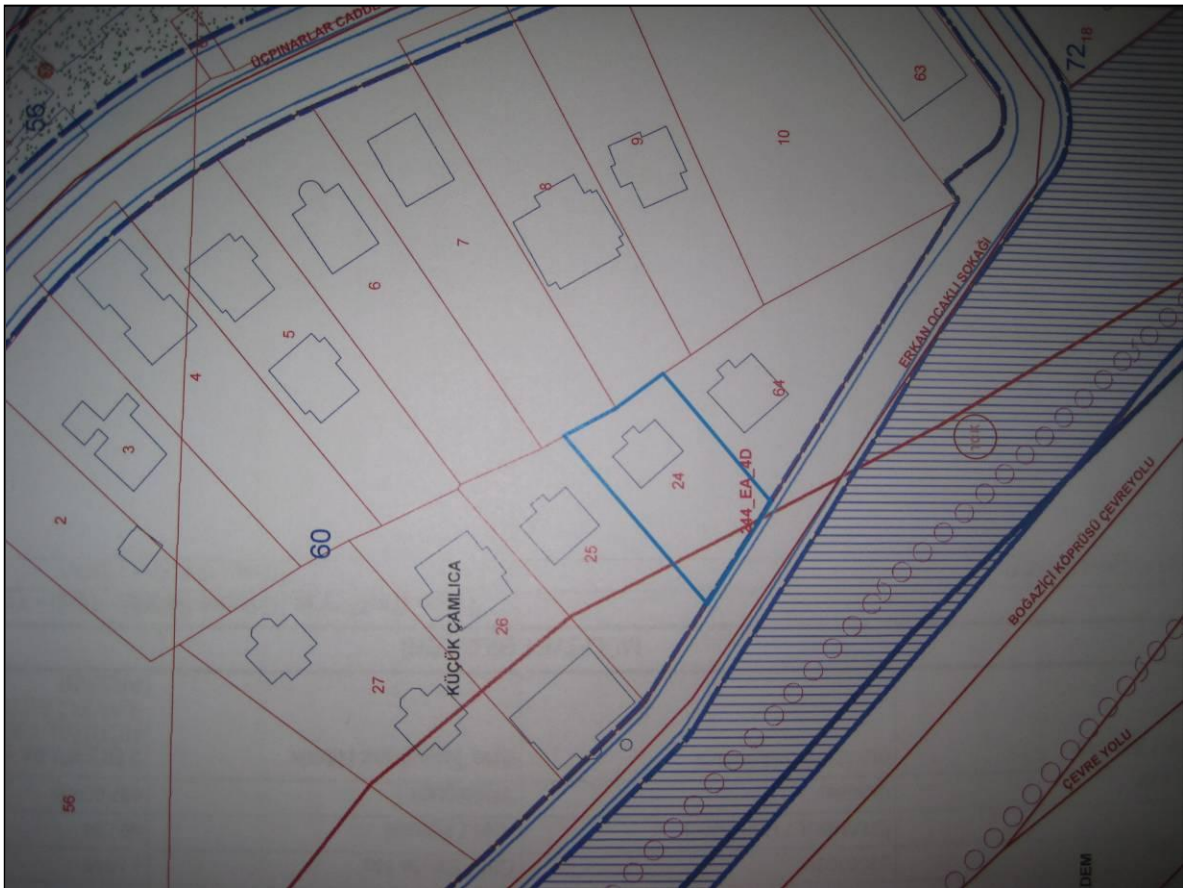 ÜÇPINARLAR CADDE
56
72
18
63
10
9
8
7
6
5
4
3
2
ERKAN OCAKLI SOKAĞI
64
24
244_EA_4D
25
60
KÜÇÜK ÇAMLICA
26
27
56
BOĞAZİÇİ KÖPRÜSÜ ÇEVREYOLU
ÇEVRE YOLU
DEM